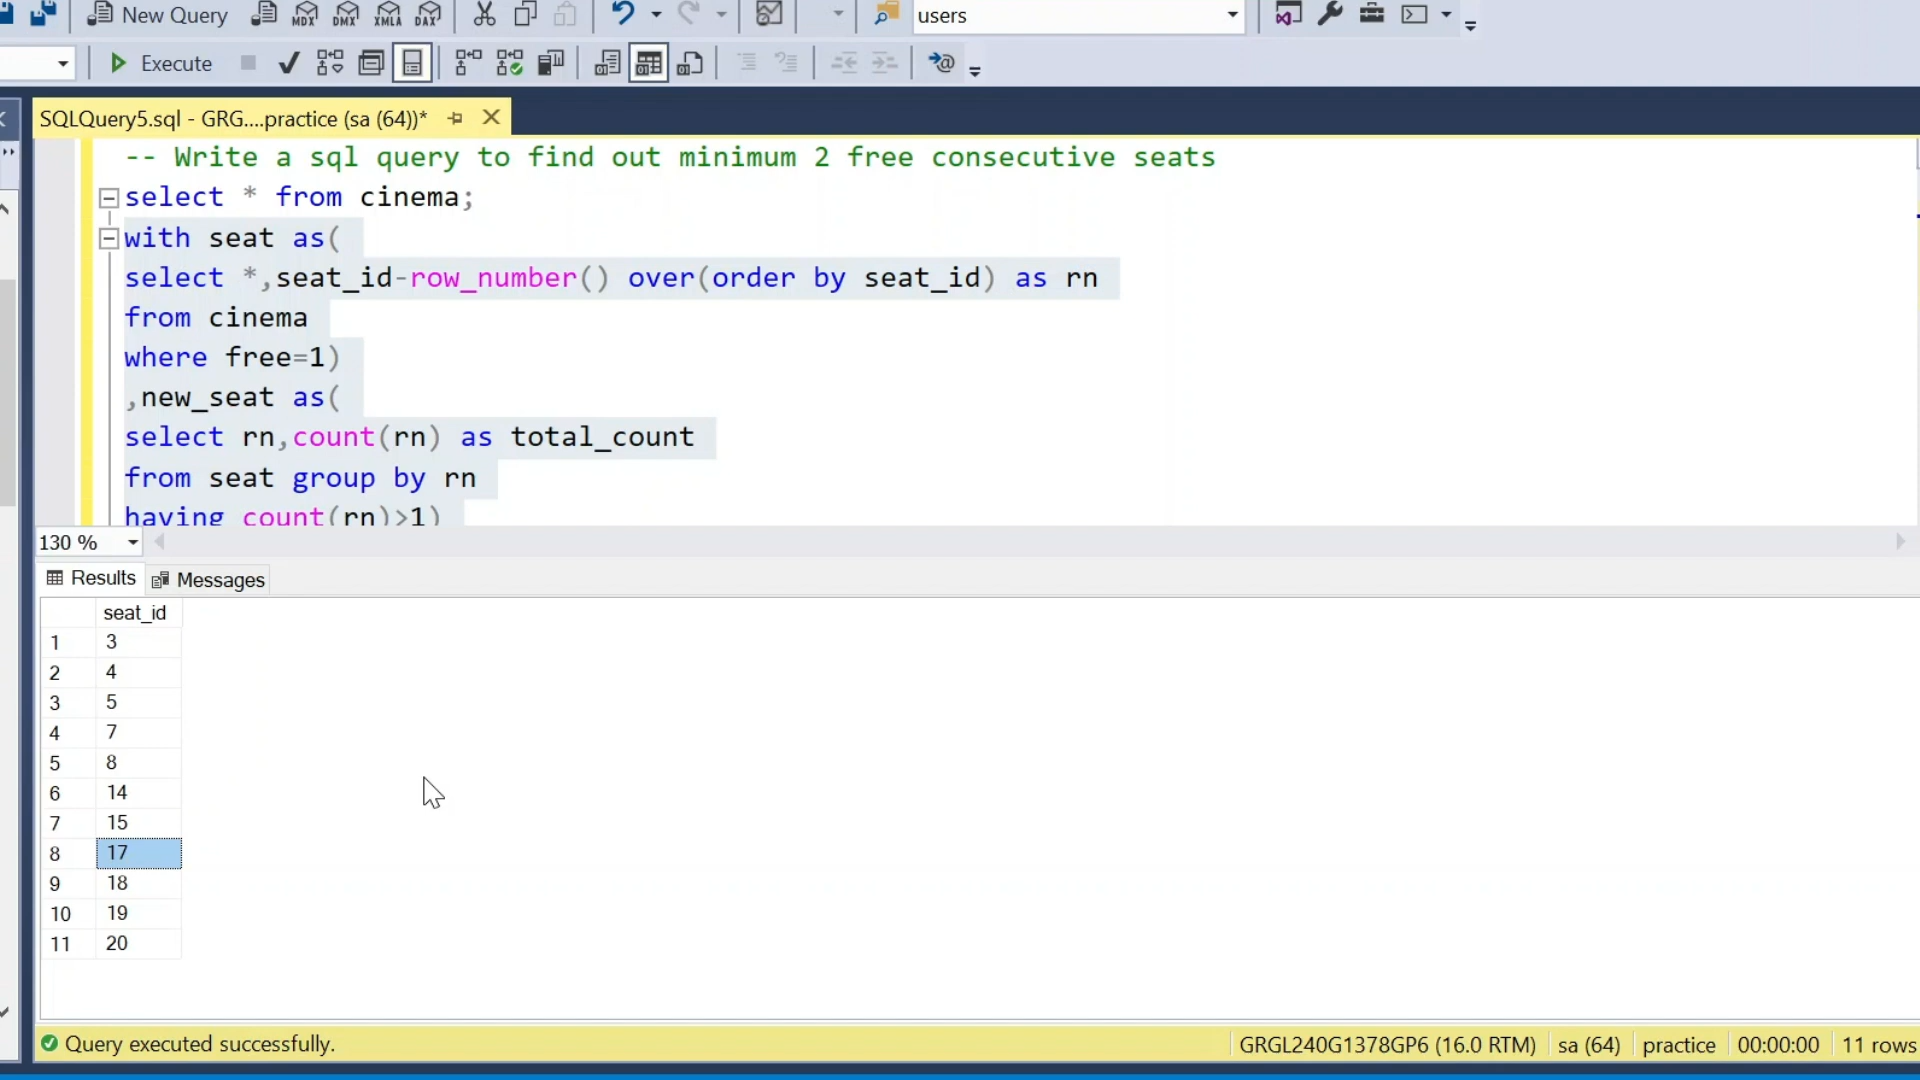 New Query MDX DMX XMLA DAX users
Execute
SQLQuery5.sql - GRG....practice (sa (64))*
-- Write a sql query to find out minimum 2 free consecutive seats
select * from cinema;
with seat as(
select *,seat_id-row_number() over(order by seat_id) as rn
from cinema
where free=1)
,new_seat as(
select rn,count(rn) as total_count
from seat group by rn
having count(rn)>1)
130 %
Results Messages
seat_id
1 3
2 4
3 5
4 7
5 8
6 14
7 15
8 17
9 18
10 19
11 20
Query executed successfully. GRGL240G1378GP6 (16.0 RTM) sa (64) practice 00:00:00 11 rows